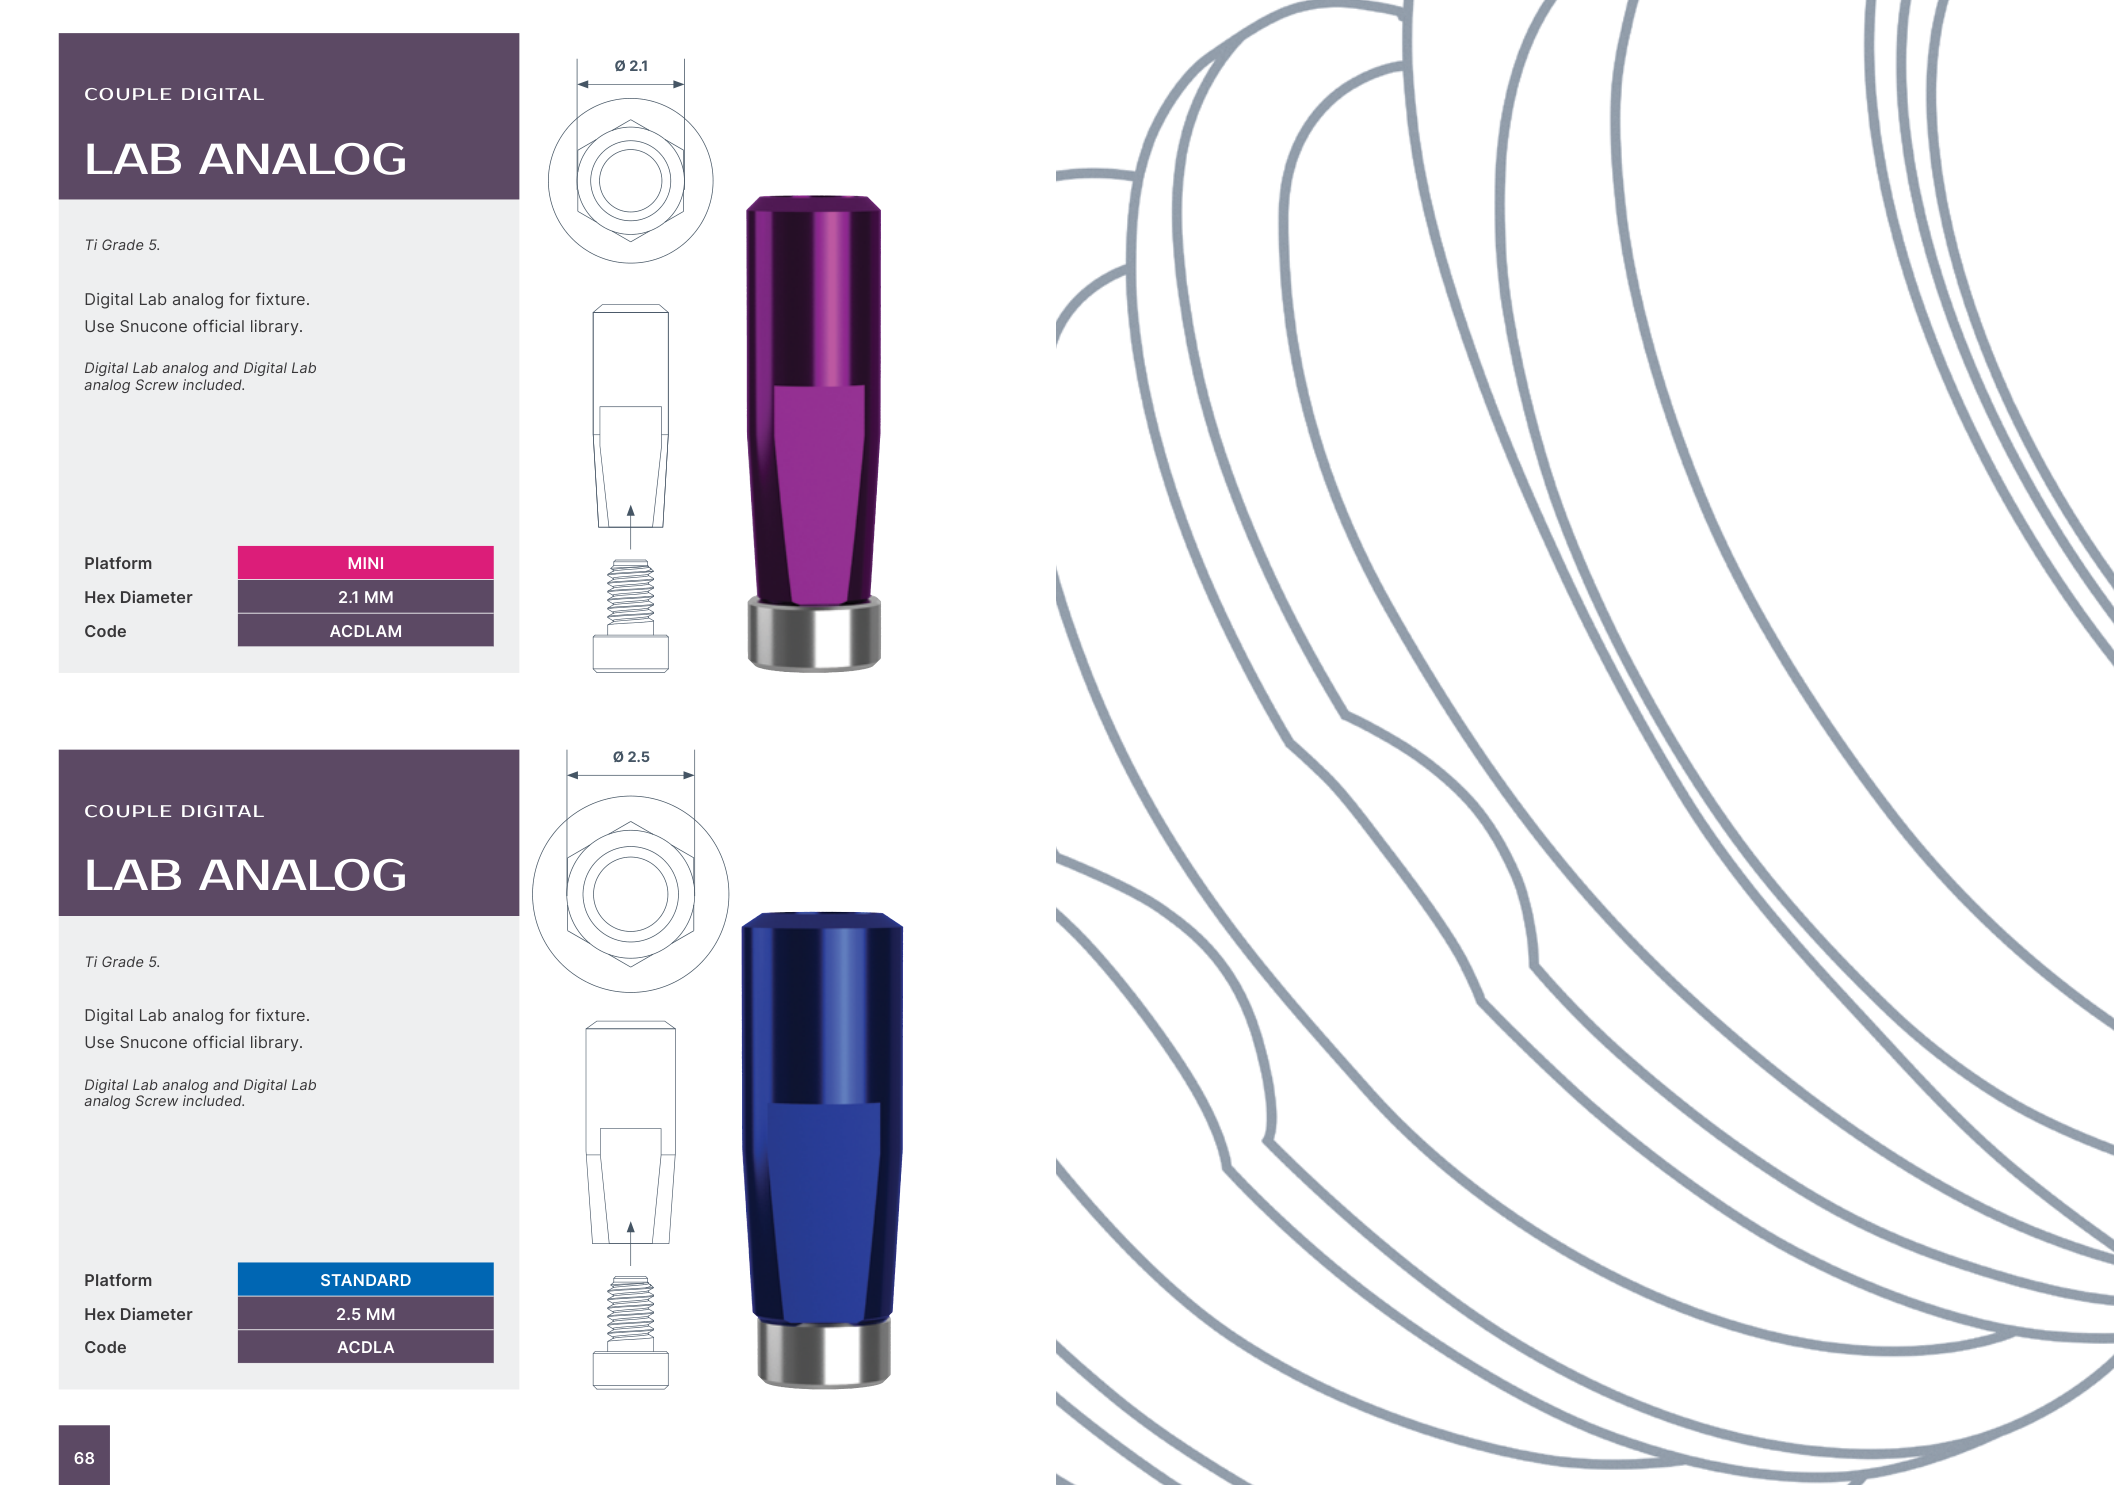 COUPLE DIGITAL
LAB ANALOG
Ti Grade 5.
Digital Lab analog for fixture.
Use Snucone official library.
Digital Lab analog and Digital Lab
analog Screw included.
Platform MINI
Hex Diameter 2.1 MM
Code ACDLAM
Ø 2.1
COUPLE DIGITAL
LAB ANALOG
Ti Grade 5.
Digital Lab analog for fixture.
Use Snucone official library.
Digital Lab analog and Digital Lab
analog Screw included.
Platform STANDARD
Hex Diameter 2.5 MM
Code ACDLA
Ø 2.5
68